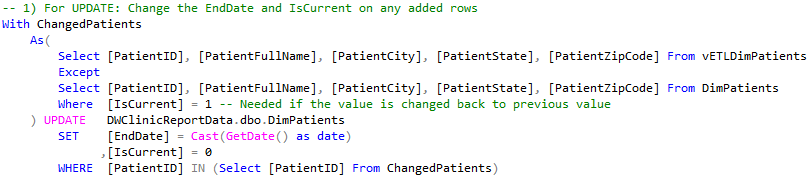 -- 1) For UPDATE: Change the EndDate and IsCurrent on any added rows
With ChangedPatients
As(
Select [PatientID], [PatientFullName], [PatientCity], [PatientState], [PatientZipCode] From vETLDimPatients
Except
Select [PatientID], [PatientFullName], [PatientCity], [PatientState], [PatientZipCode] From DimPatients
Where [IsCurrent] = 1 -- Needed if the value is changed back to previous value
) UPDATE DWClinicReportData.dbo.DimPatients
SET [EndDate] = Cast(GetDate() as date)
,[IsCurrent] = 0
WHERE [PatientID] IN (Select [PatientID] From ChangedPatients)